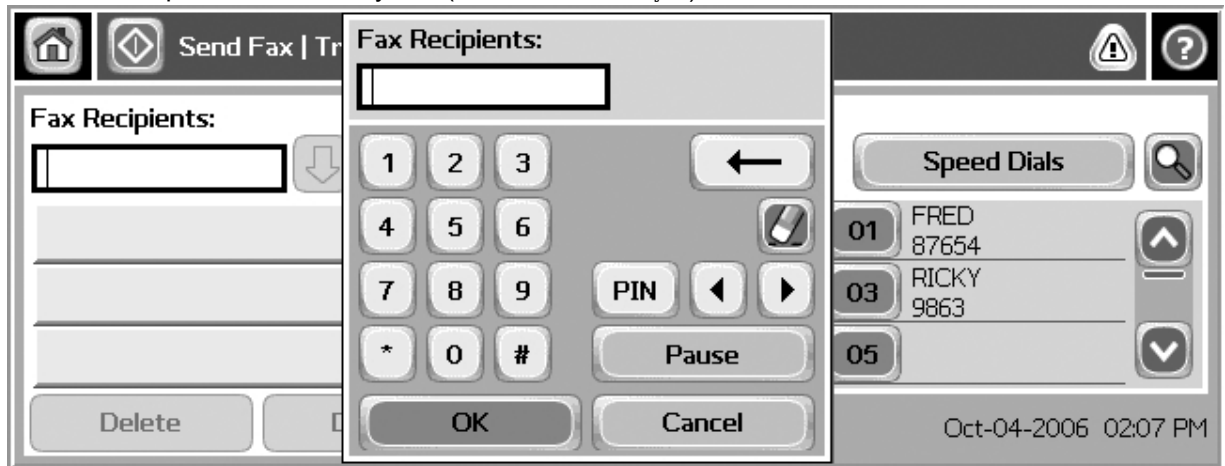 Send Fax | Tr
?
Fax Recipients:
Fax Recipients:
1 2 3
4 5 6
7 8 9
* 0 #
PIN
Pause
OK
Cancel
Speed Dials
01
FRED
87654
03
RICKY
9863
05
Delete
Oct-04-2006 02:07 PM